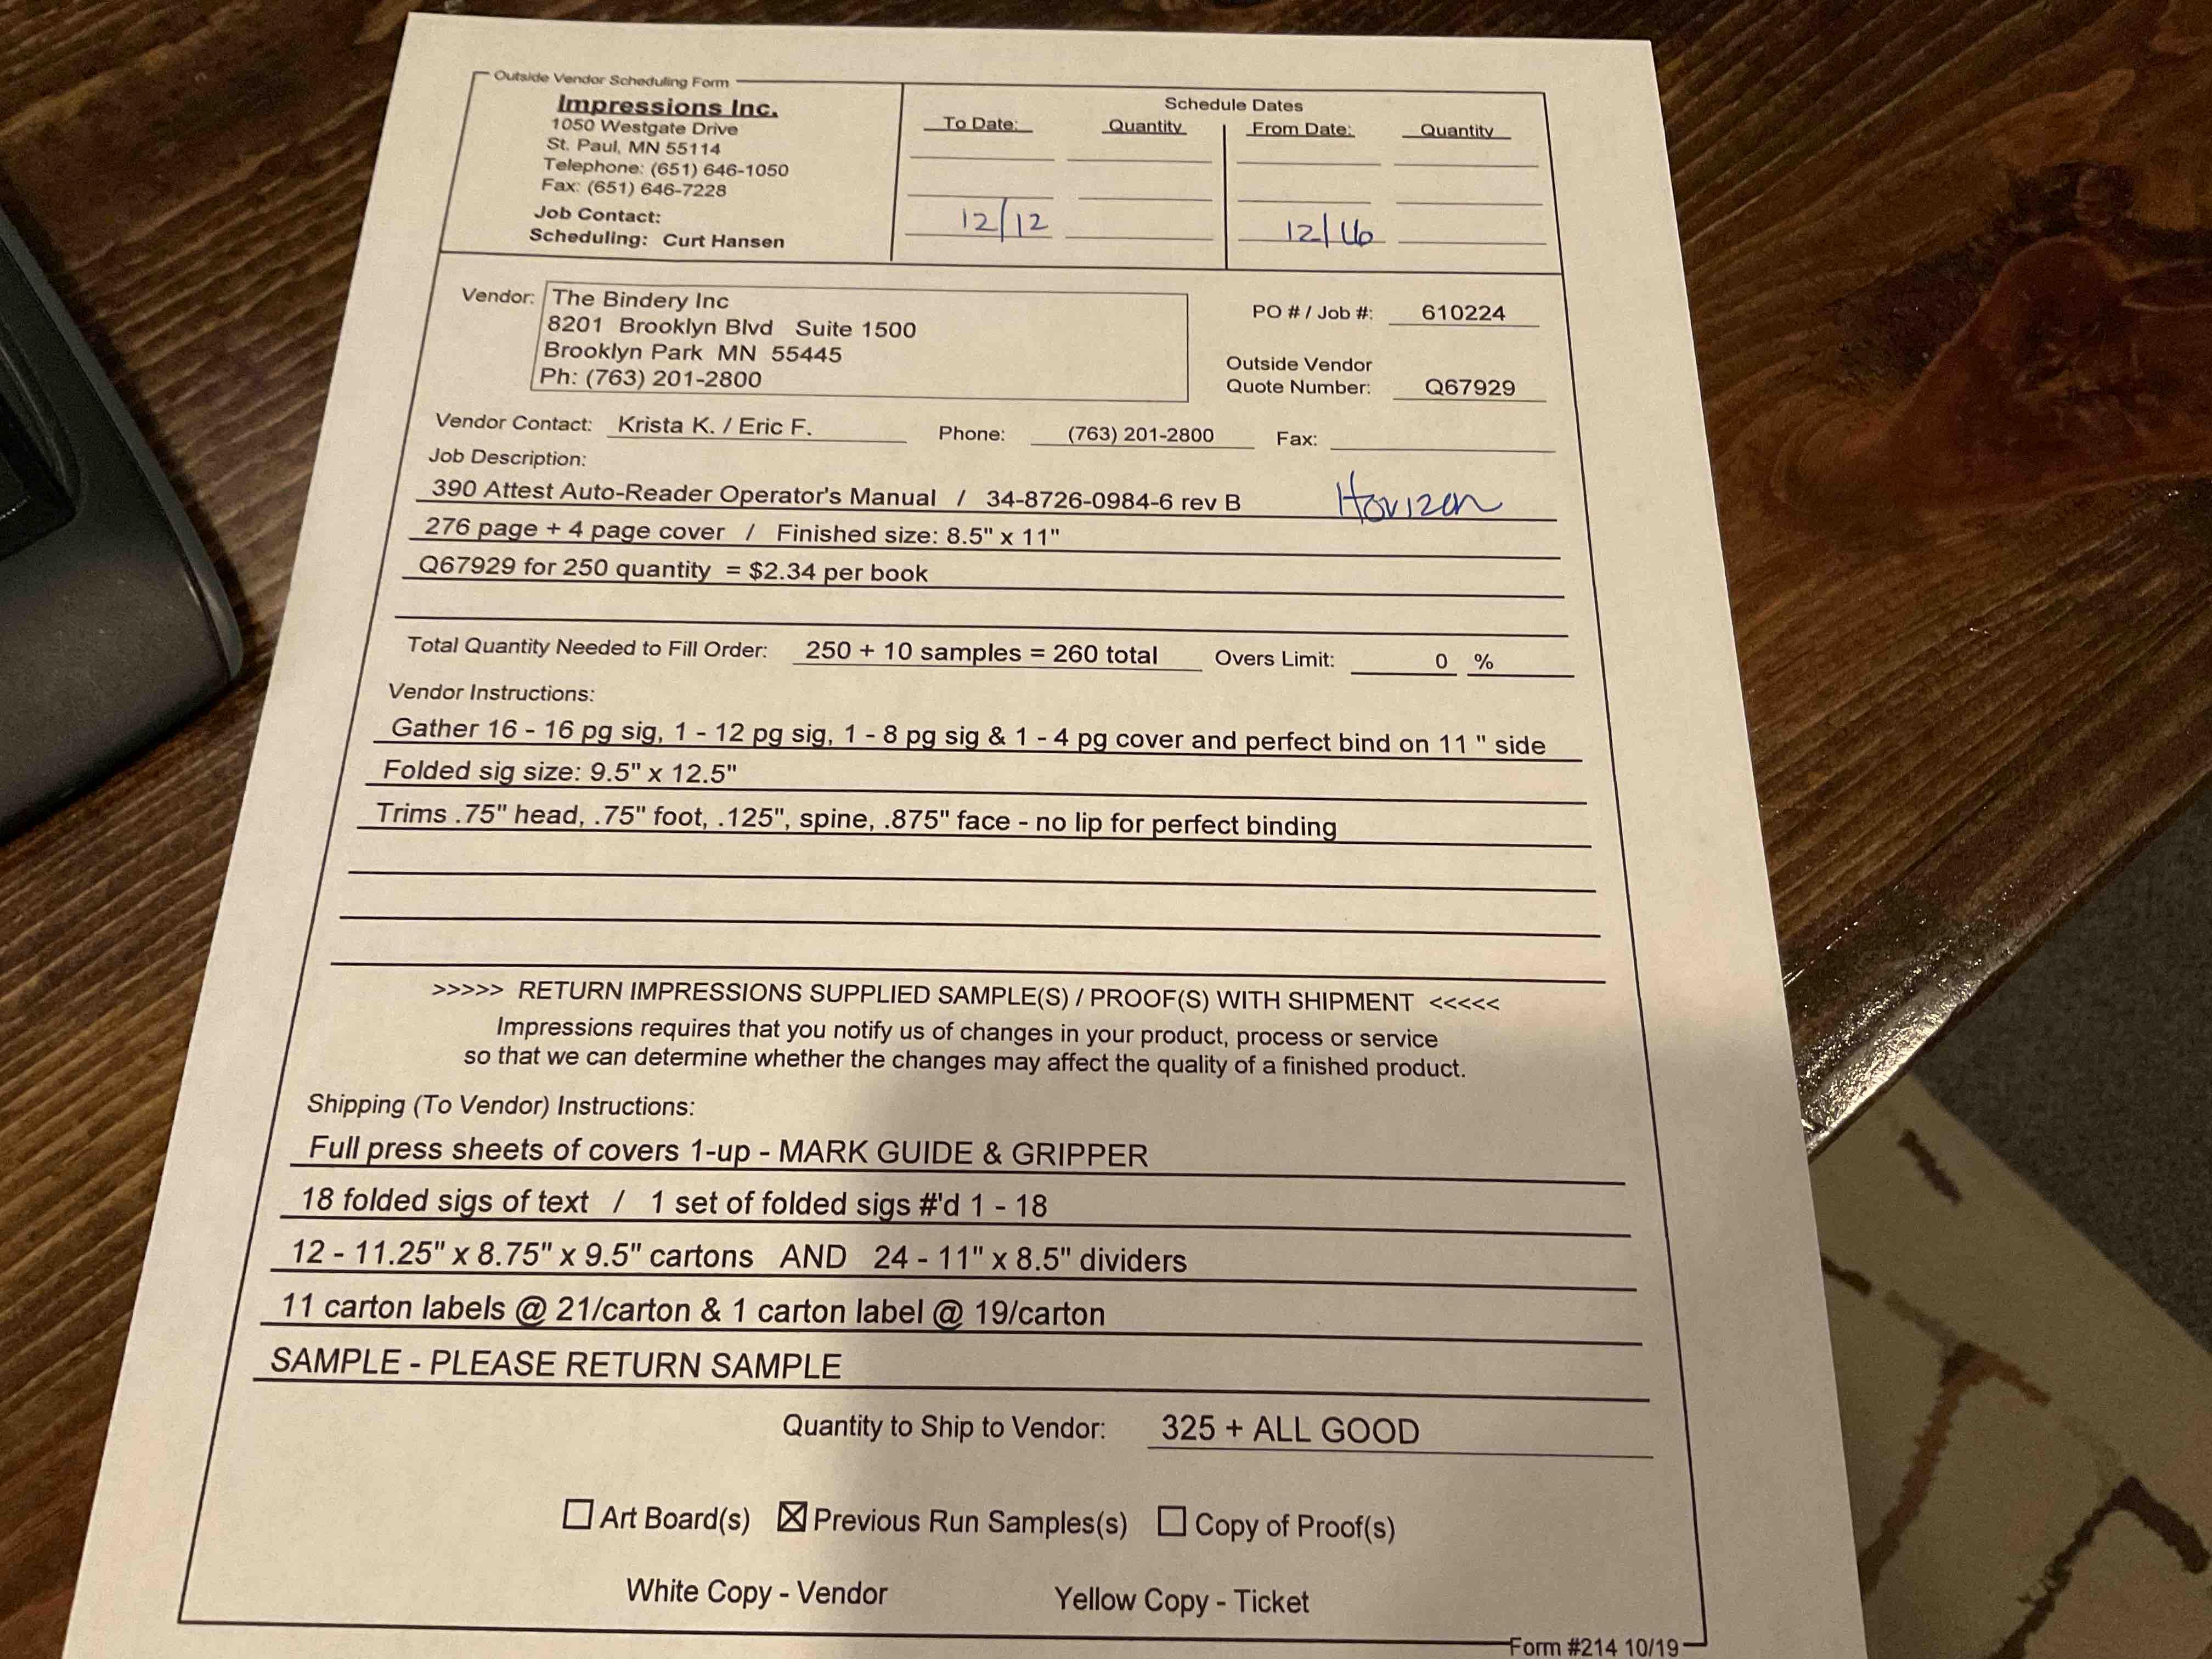 Outside Vendor Scheduling Form
Impressions Inc.
1050 Westgate Drive
St. Paul, MN 55114
Telephone: (651) 646-1050
Fax: (651) 646-7228
Job Contact:
Scheduling: Curt Hansen
Schedule Dates
To Date: Quantity From Date: Quantity
12/12 12/16
Vendor: The Bindery Inc
8201 Brooklyn Blvd Suite 1500
Brooklyn Park MN 55445
Ph: (763) 201-2800
PO # / Job #: 610224
Outside Vendor
Quote Number: Q67929
Vendor Contact: Krista K. / Eric F. Phone: (763) 201-2800 Fax:
Job Description:
390 Attest Auto-Reader Operator's Manual / 34-8726-0984-6 rev B Horizon
276 page + 4 page cover / Finished size: 8.5" x 11"
Q67929 for 250 quantity = $2.34 per book
Total Quantity Needed to Fill Order: 250 + 10 samples = 260 total Overs Limit: 0 %
Vendor Instructions:
Gather 16 - 16 pg sig, 1 - 12 pg sig, 1 - 8 pg sig & 1 - 4 pg cover and perfect bind on 11 " side
Folded sig size: 9.5" x 12.5"
Trims .75" head, .75" foot, .125", spine, .875" face - no lip for perfect binding
>>>>> RETURN IMPRESSIONS SUPPLIED SAMPLE(S) / PROOF(S) WITH SHIPMENT <<<<<
Impressions requires that you notify us of changes in your product, process or service
so that we can determine whether the changes may affect the quality of a finished product.
Shipping (To Vendor) Instructions:
Full press sheets of covers 1-up - MARK GUIDE & GRIPPER
18 folded sigs of text / 1 set of folded sigs #'d 1 - 18
12 - 11.25" x 8.75" x 9.5" cartons AND 24 - 11" x 8.5" dividers
11 carton labels @ 21/carton & 1 carton label @ 19/carton
SAMPLE - PLEASE RETURN SAMPLE
Quantity to Ship to Vendor: 325 + ALL GOOD
☐ Art Board(s) ☒ Previous Run Samples(s) ☐ Copy of Proof(s)
White Copy - Vendor Yellow Copy - Ticket
Form #214 10/19